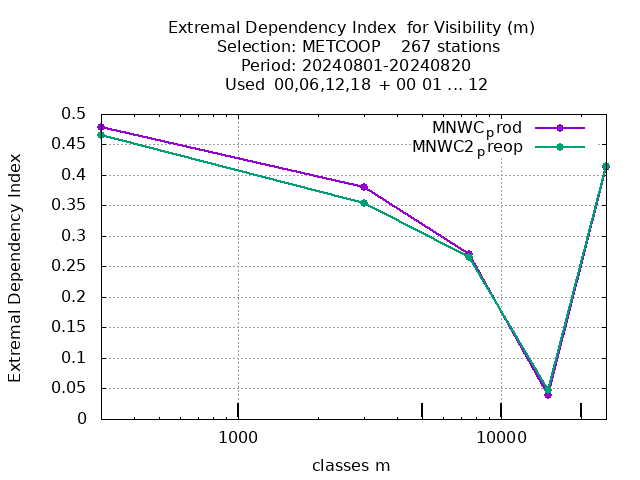 Extremal Dependency Index  for Visibility (m)
Selection: METCOOP    267 stations
Period: 20240801-20240820
Used  00,06,12,18  + 00 01 ... 12
MNWCprod
MNWC2preop
0.5
0.45
0.4
0.35
0.3
0.25
0.2
0.15
0.1
0.05
0
Extremal Dependency Index
1000 10000
classes m